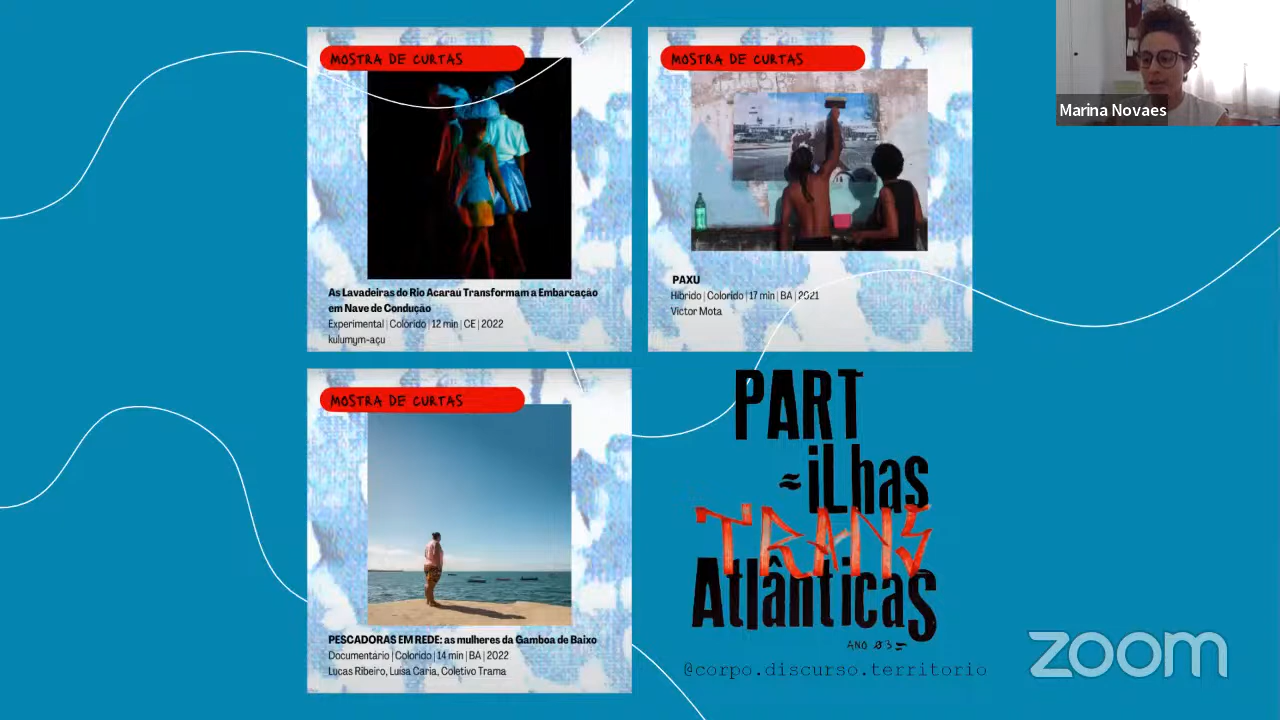 MOSTRA DE CURTAS
As Lavadeiras do Rio Acaraú Transformam a Embarcação
em Nave de Condução
Experimental | Colorido | 12 min | CE | 2022
kulumym-açu
MOSTRA DE CURTAS
PAXU
Híbrido | Colorido | 17 min | BA | 2021
Victor Mota
MOSTRA DE CURTAS
PESCADORAS EM REDE: as mulheres da Gamboa de Baixo
Documentário | Colorido | 14 min | BA | 2022
Lucas Ribeiro, Luisa Caria, Coletivo Trama
PART
≈iLhas
TRANS
Atlânticas
ANO 03
@corpo.discurso.territorio
Marina Novaes
zoom